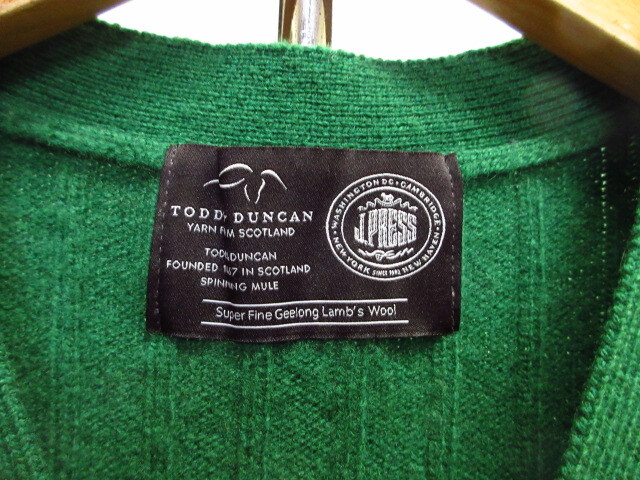 TODD DUNCAN
YARN FROM SCOTLAND
TODD DUNCAN
FOUNDED 1867 IN SCOTLAND
SPINNING MULE
Super Fine Geelong Lamb's Wool
WASHINGTON DC • CAMBRIDGE
J.PRESS
NEW YORK SINCE 1902 NEW HAVEN